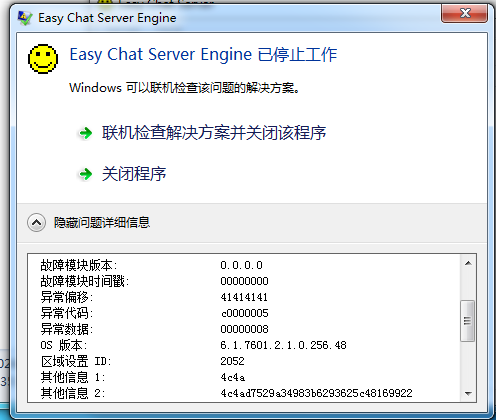 Easy Chat Server Engine
Easy Chat Server Engine 已停止工作
Windows 可以联机检查该问题的解决方案。
联机检查解决方案并关闭该程序
关闭程序
隐藏问题详细信息
故障模块版本: 0.0.0.0
故障模块时间戳: 00000000
异常偏移: 41414141
异常代码: c0000005
异常数据: 00000008
OS 版本: 6.1.7601.2.1.0.256.48
区域设置 ID: 2052
其他信息 1: 4c4a
其他信息 2: 4c4ad7529a34983b6293625c48169922